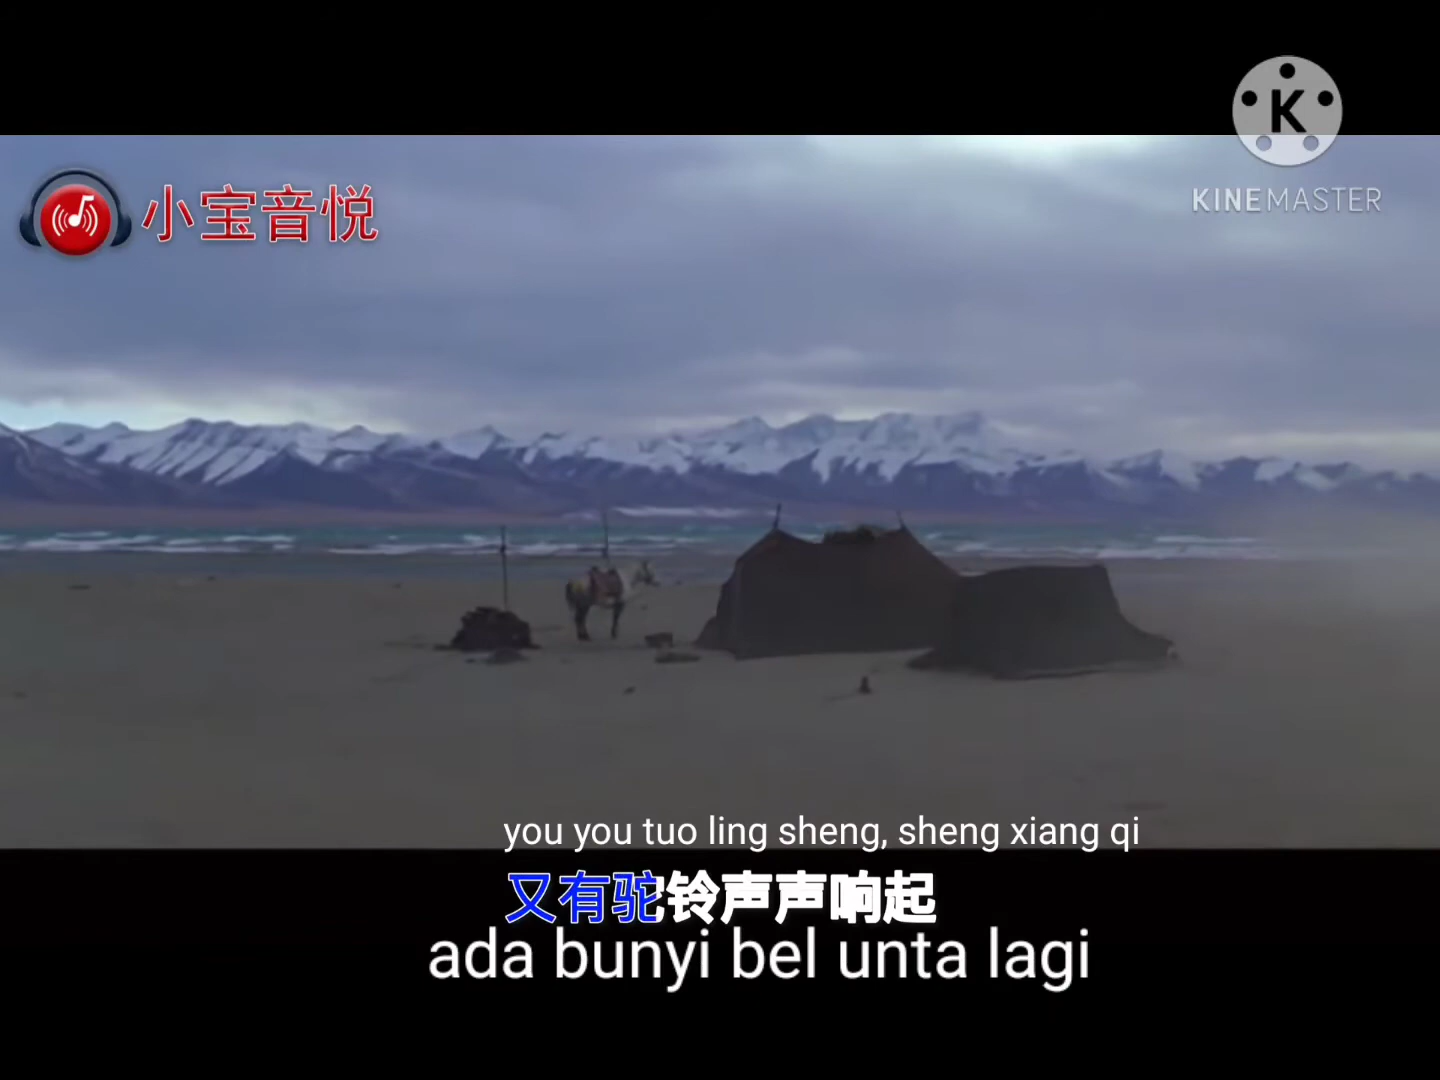 K
KINEMASTER
小宝音悦
you you tuo ling sheng, sheng xiang qi
又有驼铃声声响起
ada bunyi bel unta lagi